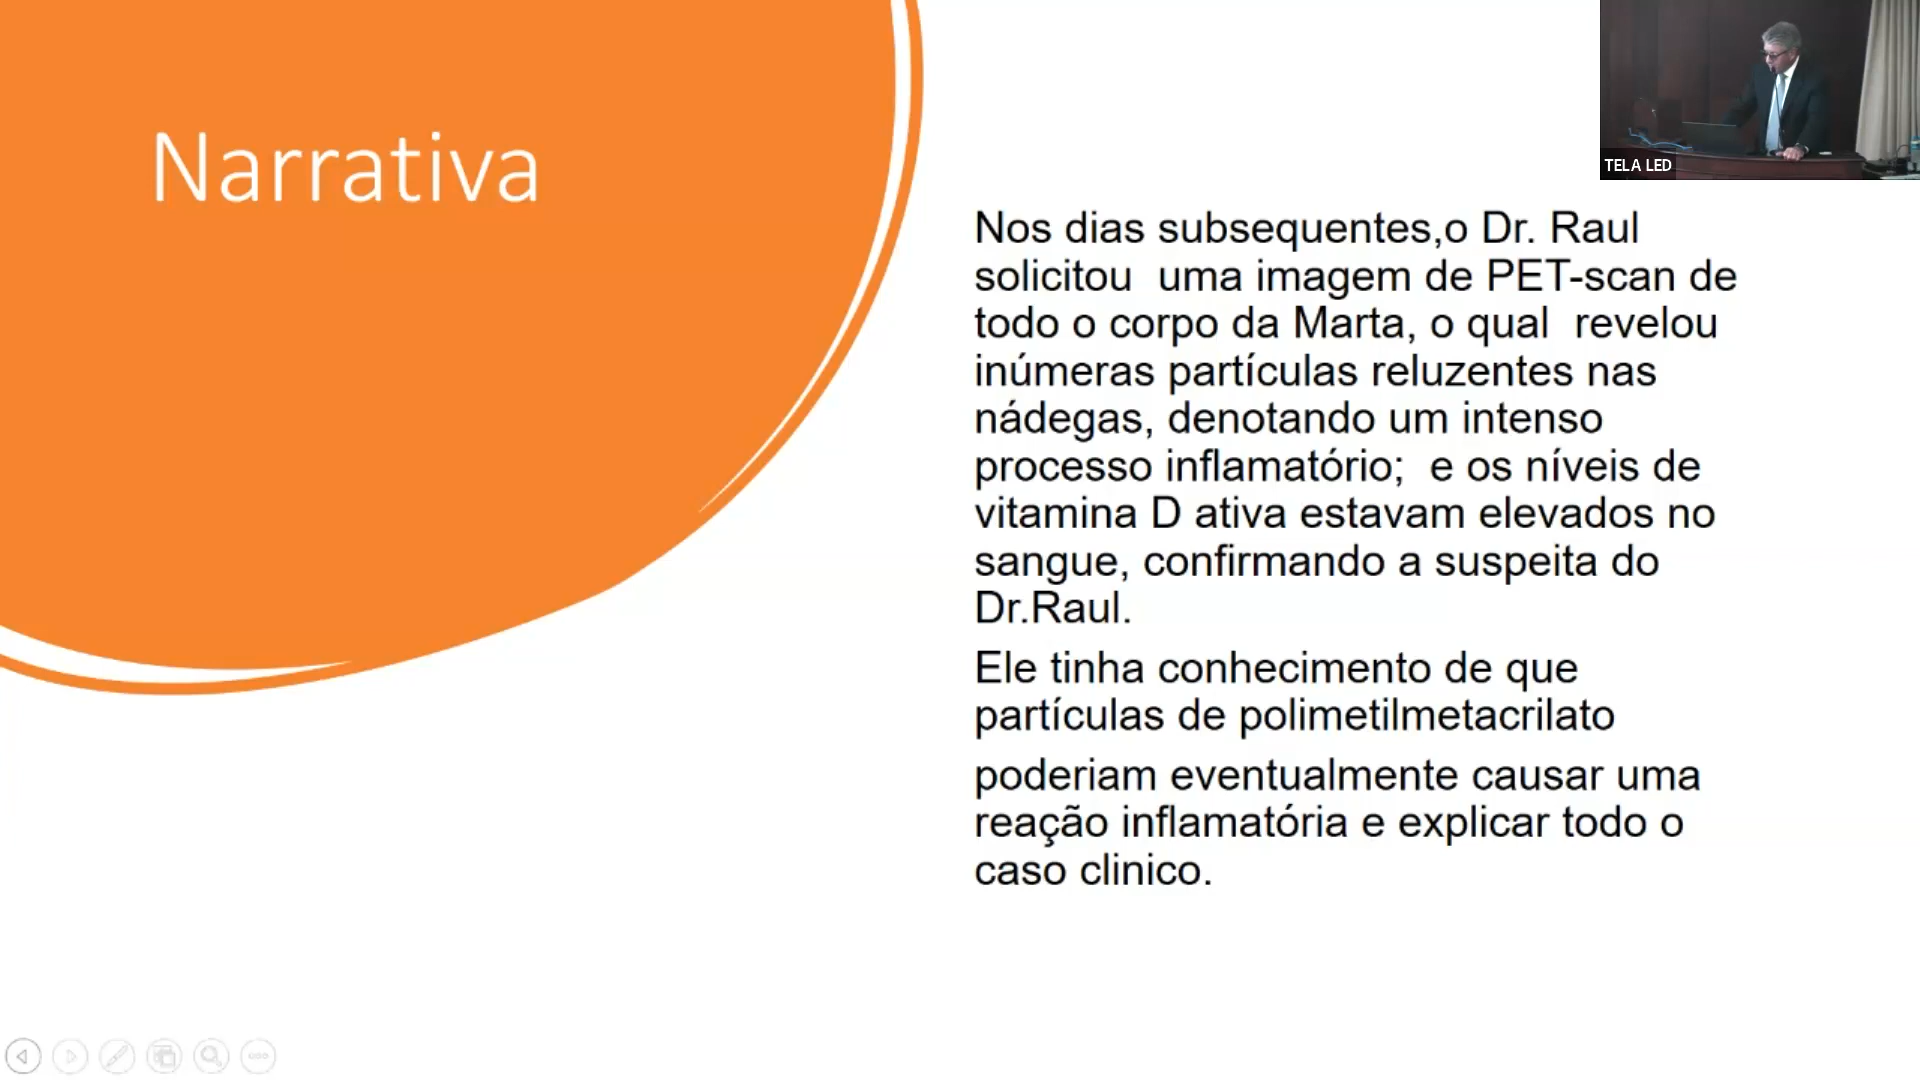 Narrativa
TELA LED
Nos dias subsequentes,o Dr. Raul
solicitou  uma imagem de PET-scan de
todo o corpo da Marta, o qual  revelou
inúmeras partículas reluzentes nas
nádegas, denotando um intenso
processo inflamatório;  e os níveis de
vitamina D ativa estavam elevados no
sangue, confirmando a suspeita do
Dr.Raul.
Ele tinha conhecimento de que
partículas de polimetilmetacrilato
poderiam eventualmente causar uma
reação inflamatória e explicar todo o
caso clinico.